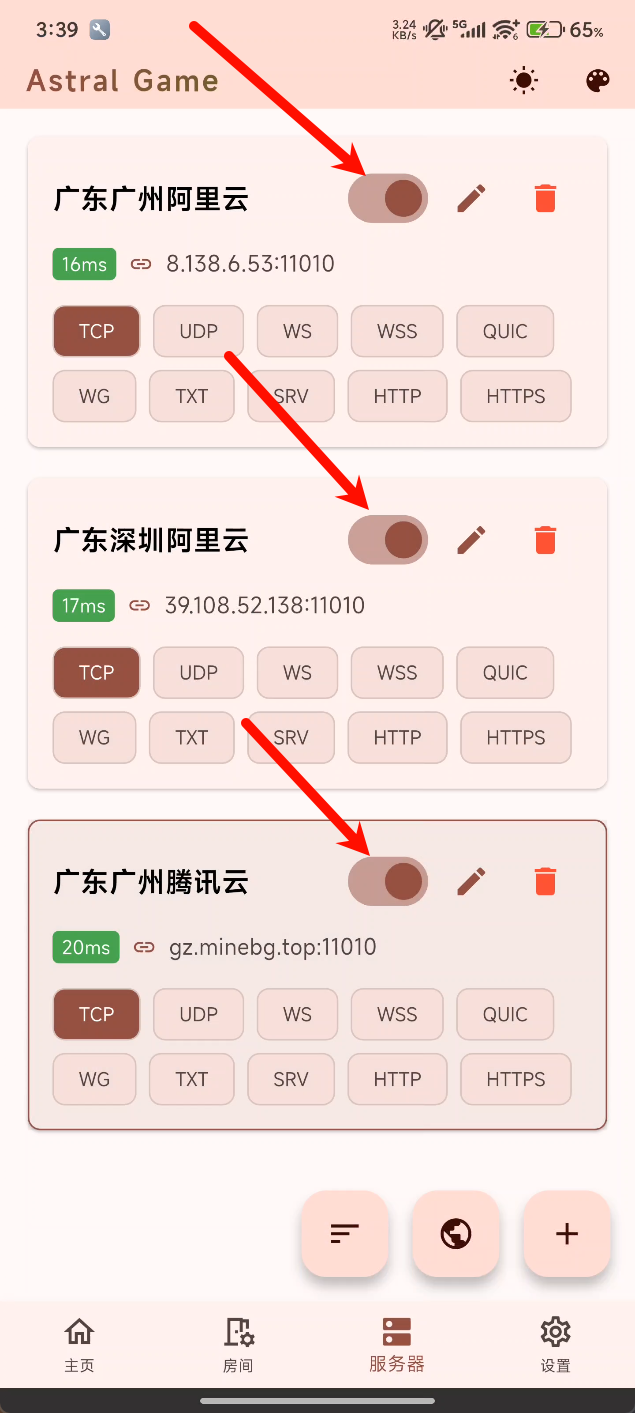 3:39 3.24 KB/s 5G 6 65%
Astral Game
广东广州阿里云
16ms 8.138.6.53:11010
TCP UDP WS WSS QUIC
WG TXT SRV HTTP HTTPS
广东深圳阿里云
17ms 39.108.52.138:11010
TCP UDP WS WSS QUIC
WG TXT SRV HTTP HTTPS
广东广州腾讯云
20ms gz.minebg.top:11010
TCP UDP WS WSS QUIC
WG TXT SRV HTTP HTTPS
主页 房间 服务器 设置